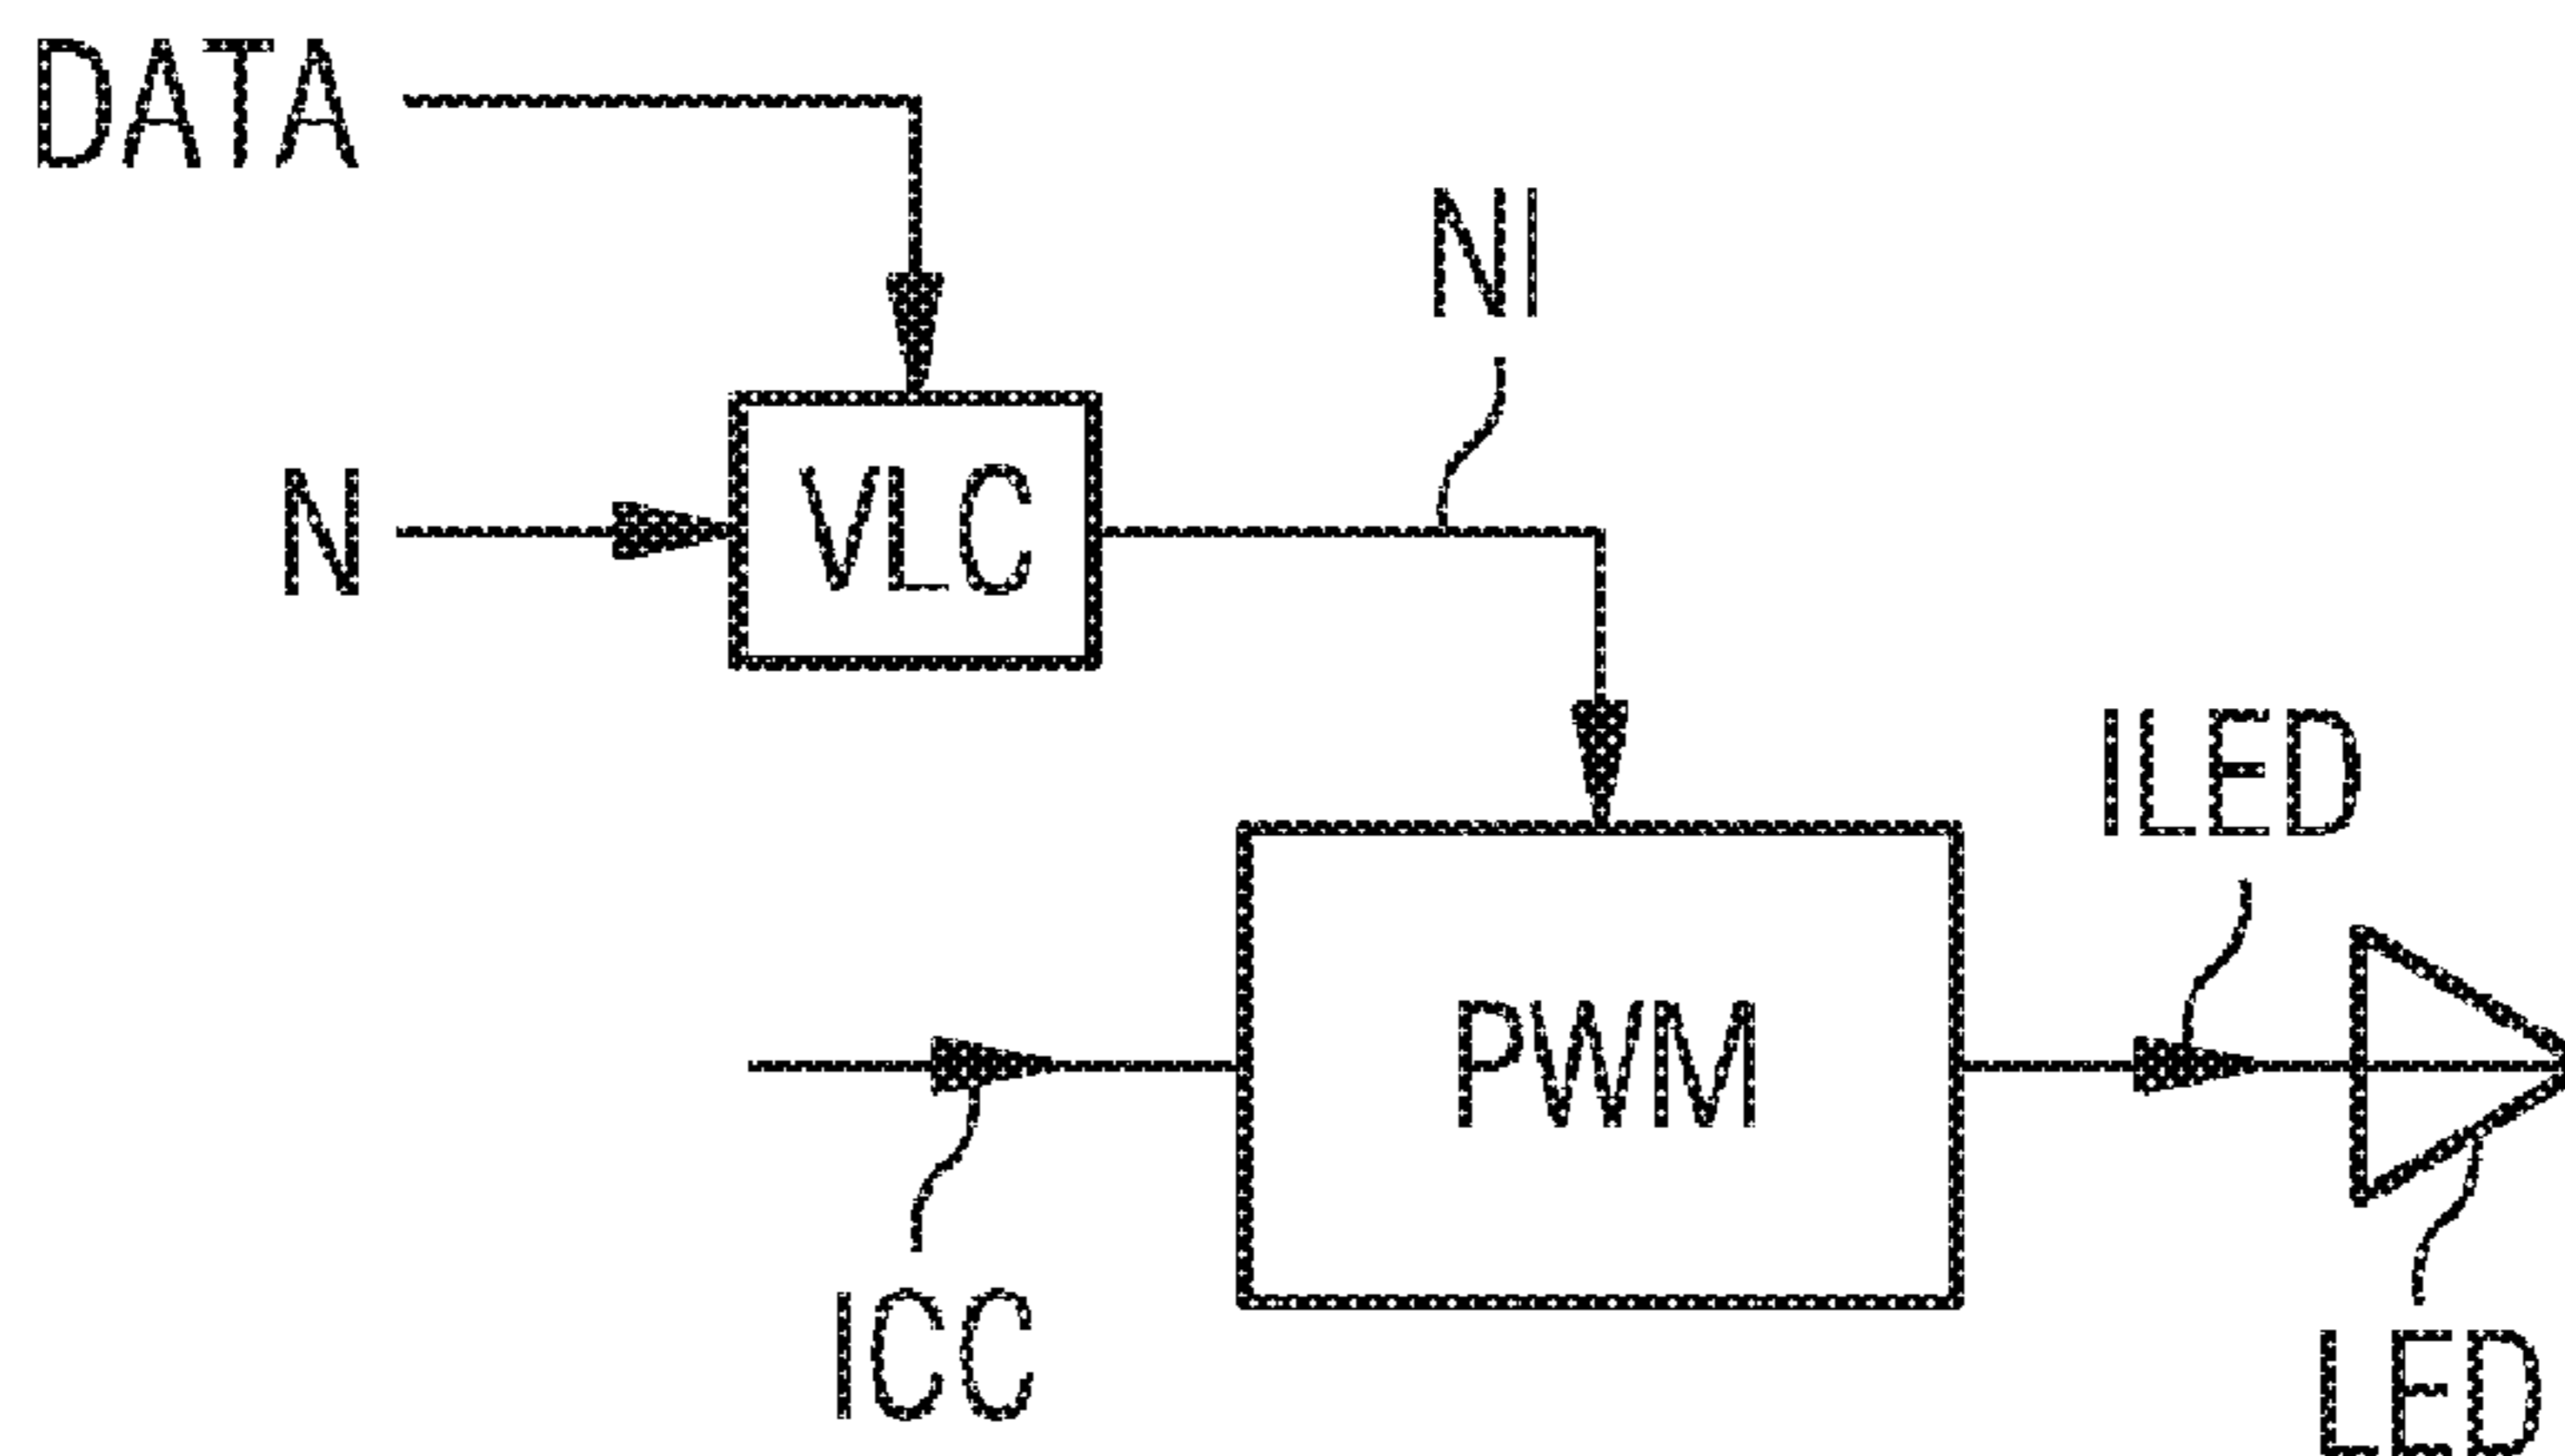 DATA
NI
N
VLC
ILED
PWM
ICC
LED